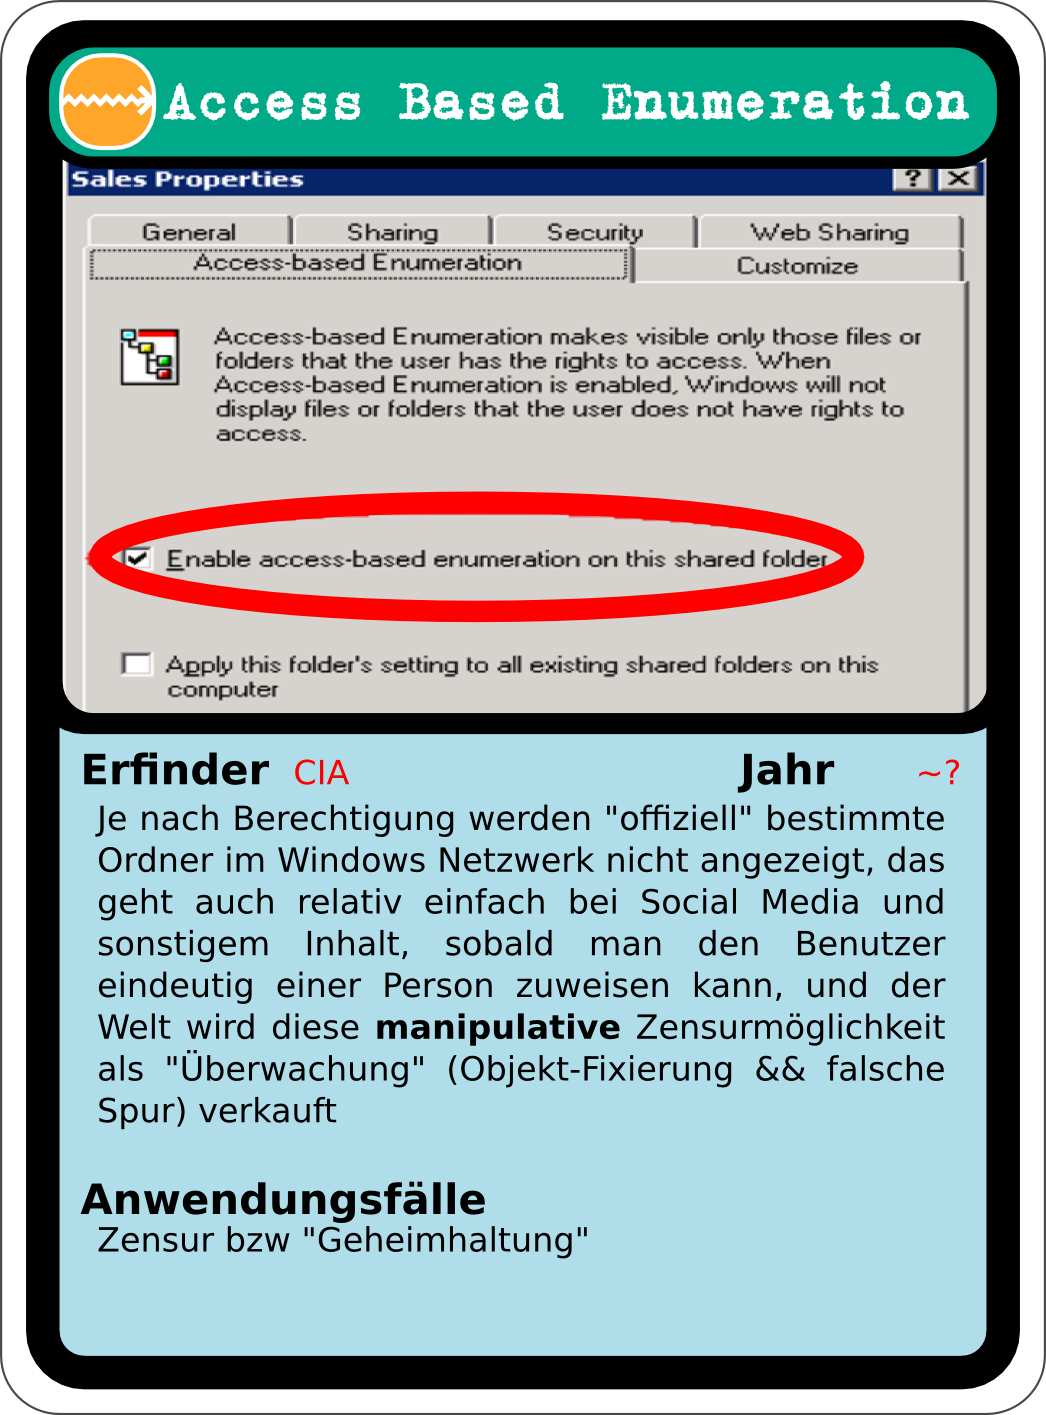 Access Based Enumeration
Sales Properties
General Sharing Security Web Sharing
Access-based Enumeration Customize
Access-based Enumeration makes visible only those files or
folders that the user has the rights to access. When
Access-based Enumeration is enabled, Windows will not
display files or folders that the user does not have rights to
access.
Enable access-based enumeration on this shared folder
Apply this folder's setting to all existing shared folders on this
computer
Erfinder CIA Jahr ~?
Je nach Berechtigung werden "offiziell" bestimmte
Ordner im Windows Netzwerk nicht angezeigt, das
geht auch relativ einfach bei Social Media und
sonstigem Inhalt, sobald man den Benutzer
eindeutig einer Person zuweisen kann, und der
Welt wird diese manipulative Zensurmöglichkeit
als "Überwachung" (Objekt-Fixierung && falsche
Spur) verkauft
Anwendungsfälle
Zensur bzw "Geheimhaltung"